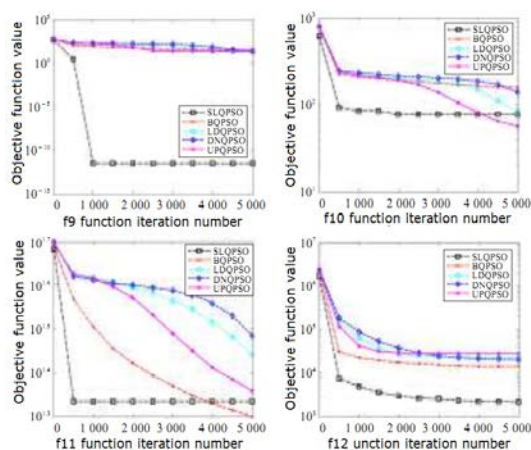 Objective function value
10^5
10^0
10^-5
10^-10
10^-15
SLQPSO
BQPSO
LDQPSO
DNQPSO
UPQPSO
0 1 000 2 000 3 000 4 000 5 000
f9 function iteration number
Objective function value
10^3
10^2
10^1
SLQPSO
BQPSO
LDQPSO
DNQPSO
UPQPSO
0 1 000 2 000 3 000 4 000 5 000
f10 function iteration number
Objective function value
SLQPSO
BQPSO
LDQPSO
DNQPSO
UPQPSO
0 1 000 2 000 3 000 4 000 5 000
f11 function iteration number
Objective function value
10^7
10^6
10^5
10^4
10^3
SLQPSO
BQPSO
LDQPSO
DNQPSO
UPQPSO
0 1 000 2 000 3 000 4 000 5 000
f12 unction iteration number